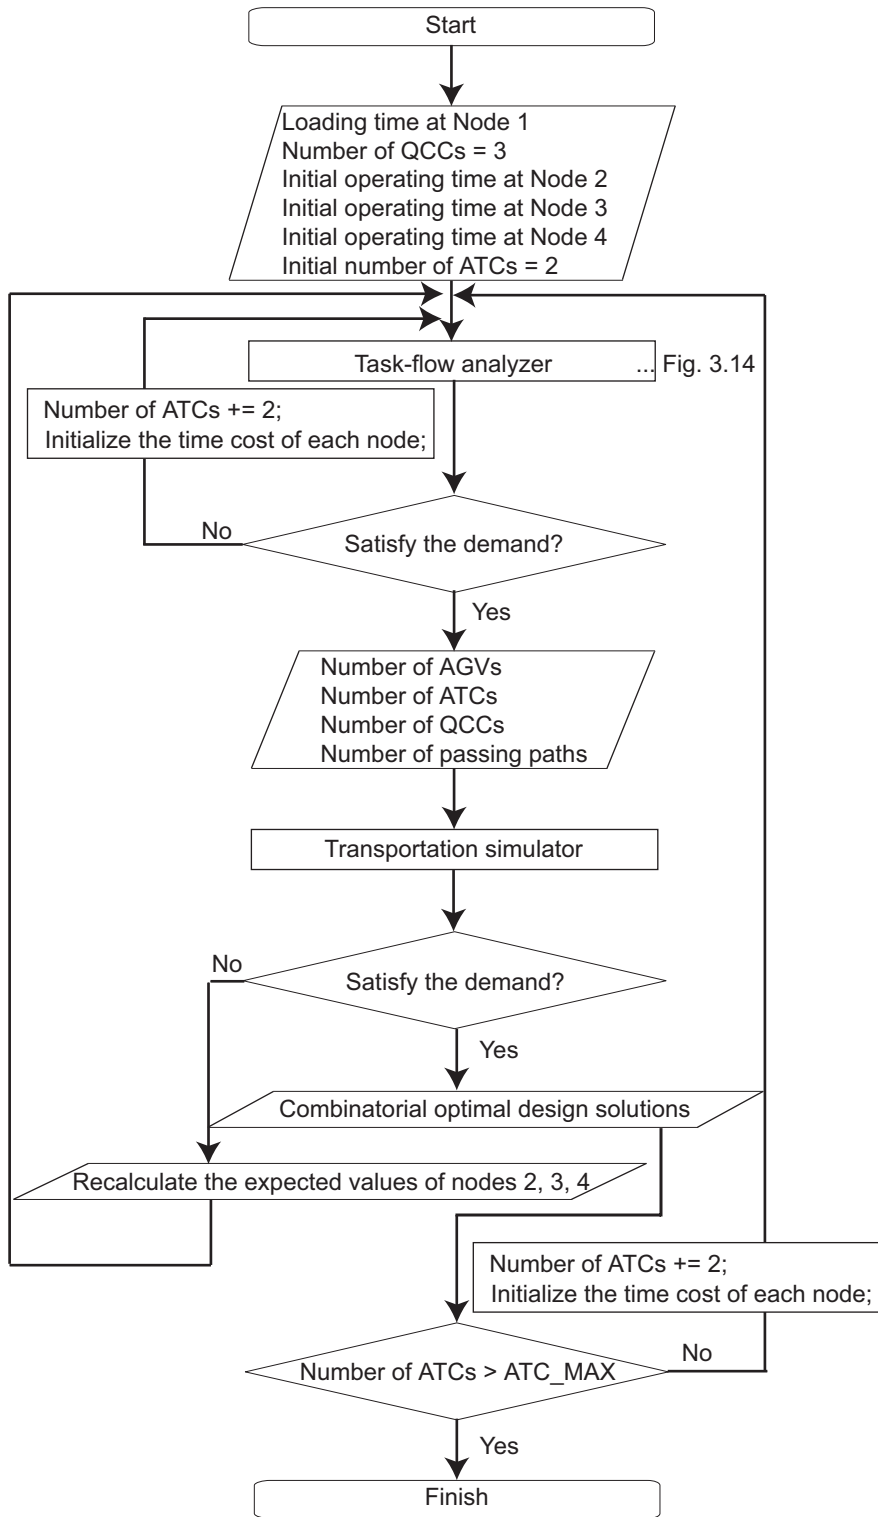 Start
Loading time at Node 1
Number of QCCs = 3
Initial operating time at Node 2
Initial operating time at Node 3
Initial operating time at Node 4
Initial number of ATCs = 2
Task-flow analyzer ... Fig. 3.14
Number of ATCs += 2;
Initialize the time cost of each node;
No
Satisfy the demand?
Yes
Number of AGVs
Number of ATCs
Number of QCCs
Number of passing paths
Transportation simulator
No
Satisfy the demand?
Yes
Combinatorial optimal design solutions
Recalculate the expected values of nodes 2, 3, 4
Number of ATCs += 2;
Initialize the time cost of each node;
Number of ATCs > ATC_MAX
No
Yes
Finish